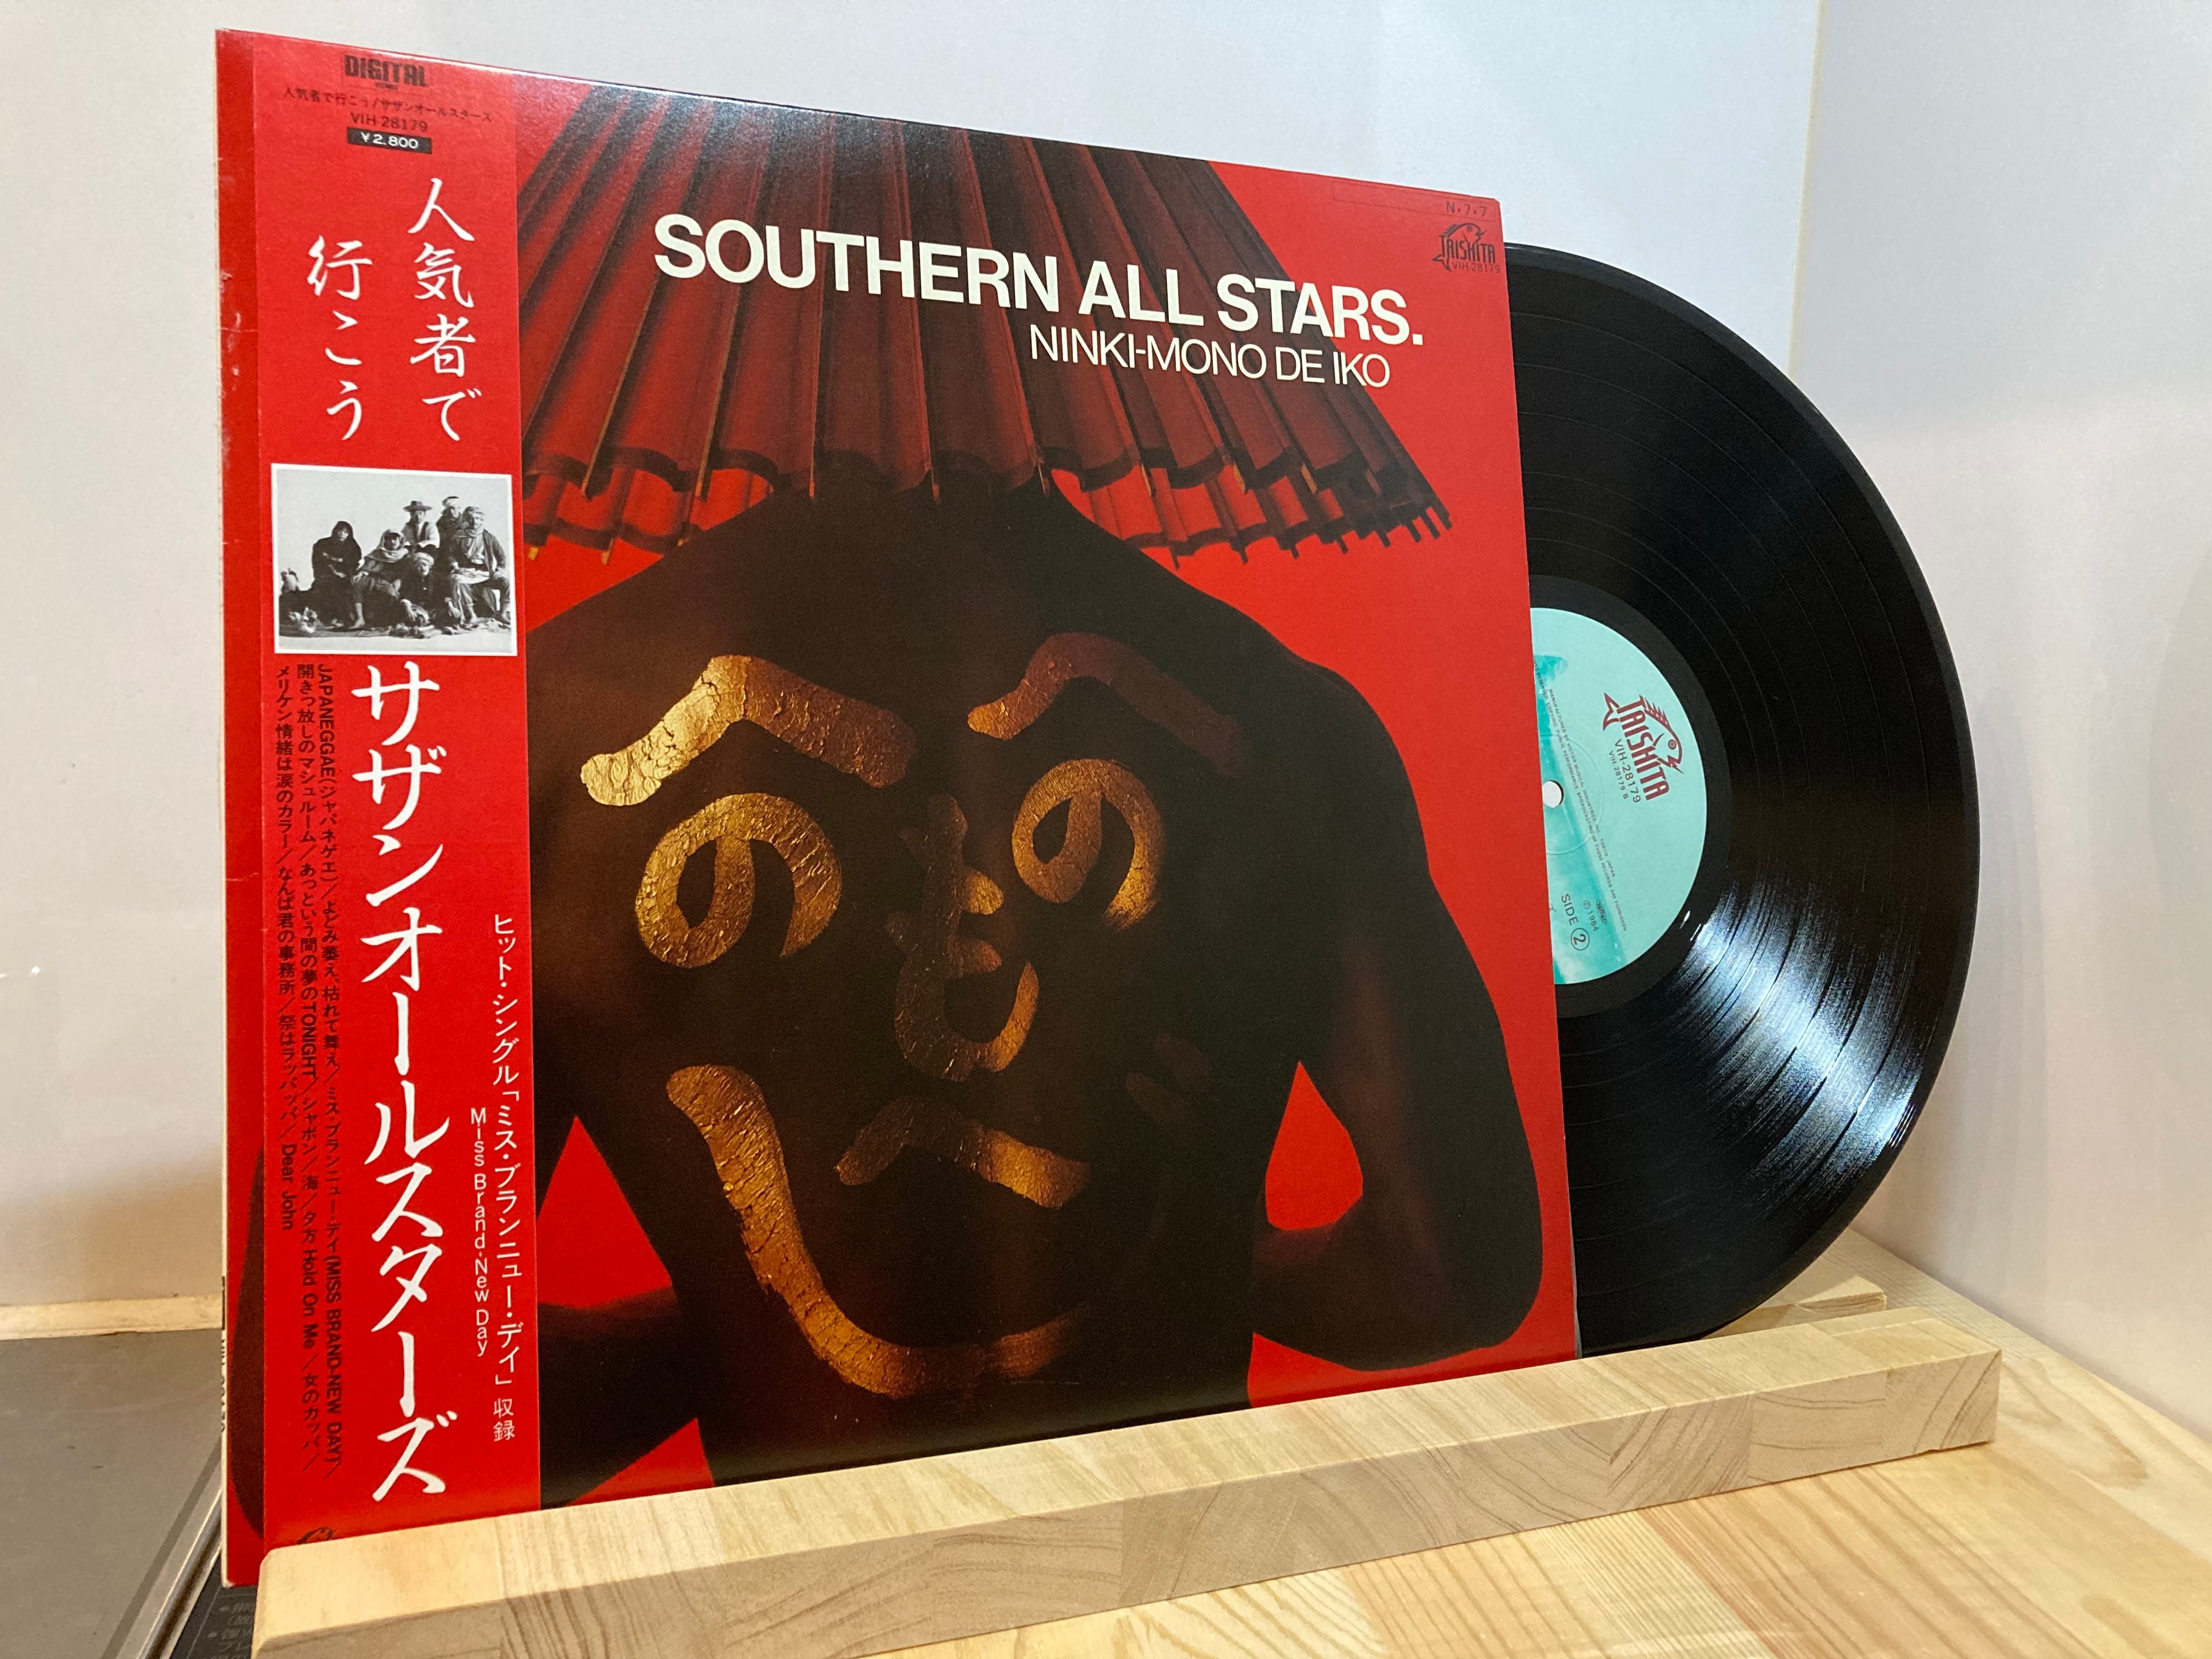 DIGITAL
人気者で行こう/サザンオールスターズ
VIH-28179
¥2,800
人気者で
行こう
サザンオールスターズ
ヒット・シングル「ミス・ブランニュー・デイ」収録
Miss Brand-New Day
JAPANEGGAE(ジャパネゲエ)/よどみ萎え、枯れて舞え/ミス・ブランニュー・デイ(MISS BRAND-NEW DAY)/
開きっ放しのマシュルーム/あっという間の夢のTONIGHT/シャボン/海/夕方 Hold On Me/女のカッパ/
メリケン情緒は涙のカラー/なんば君の事務所/祭はラッパッパ/Dear John
SOUTHERN ALL STARS.
NINKI-MONO DE IKO
N・7・7
TAISHITA
VIH-28179
へ へ
の の
も
へ
じ
TAISHITA
VIH-28179
VIH-28179 B
℗1984
SIDE 2